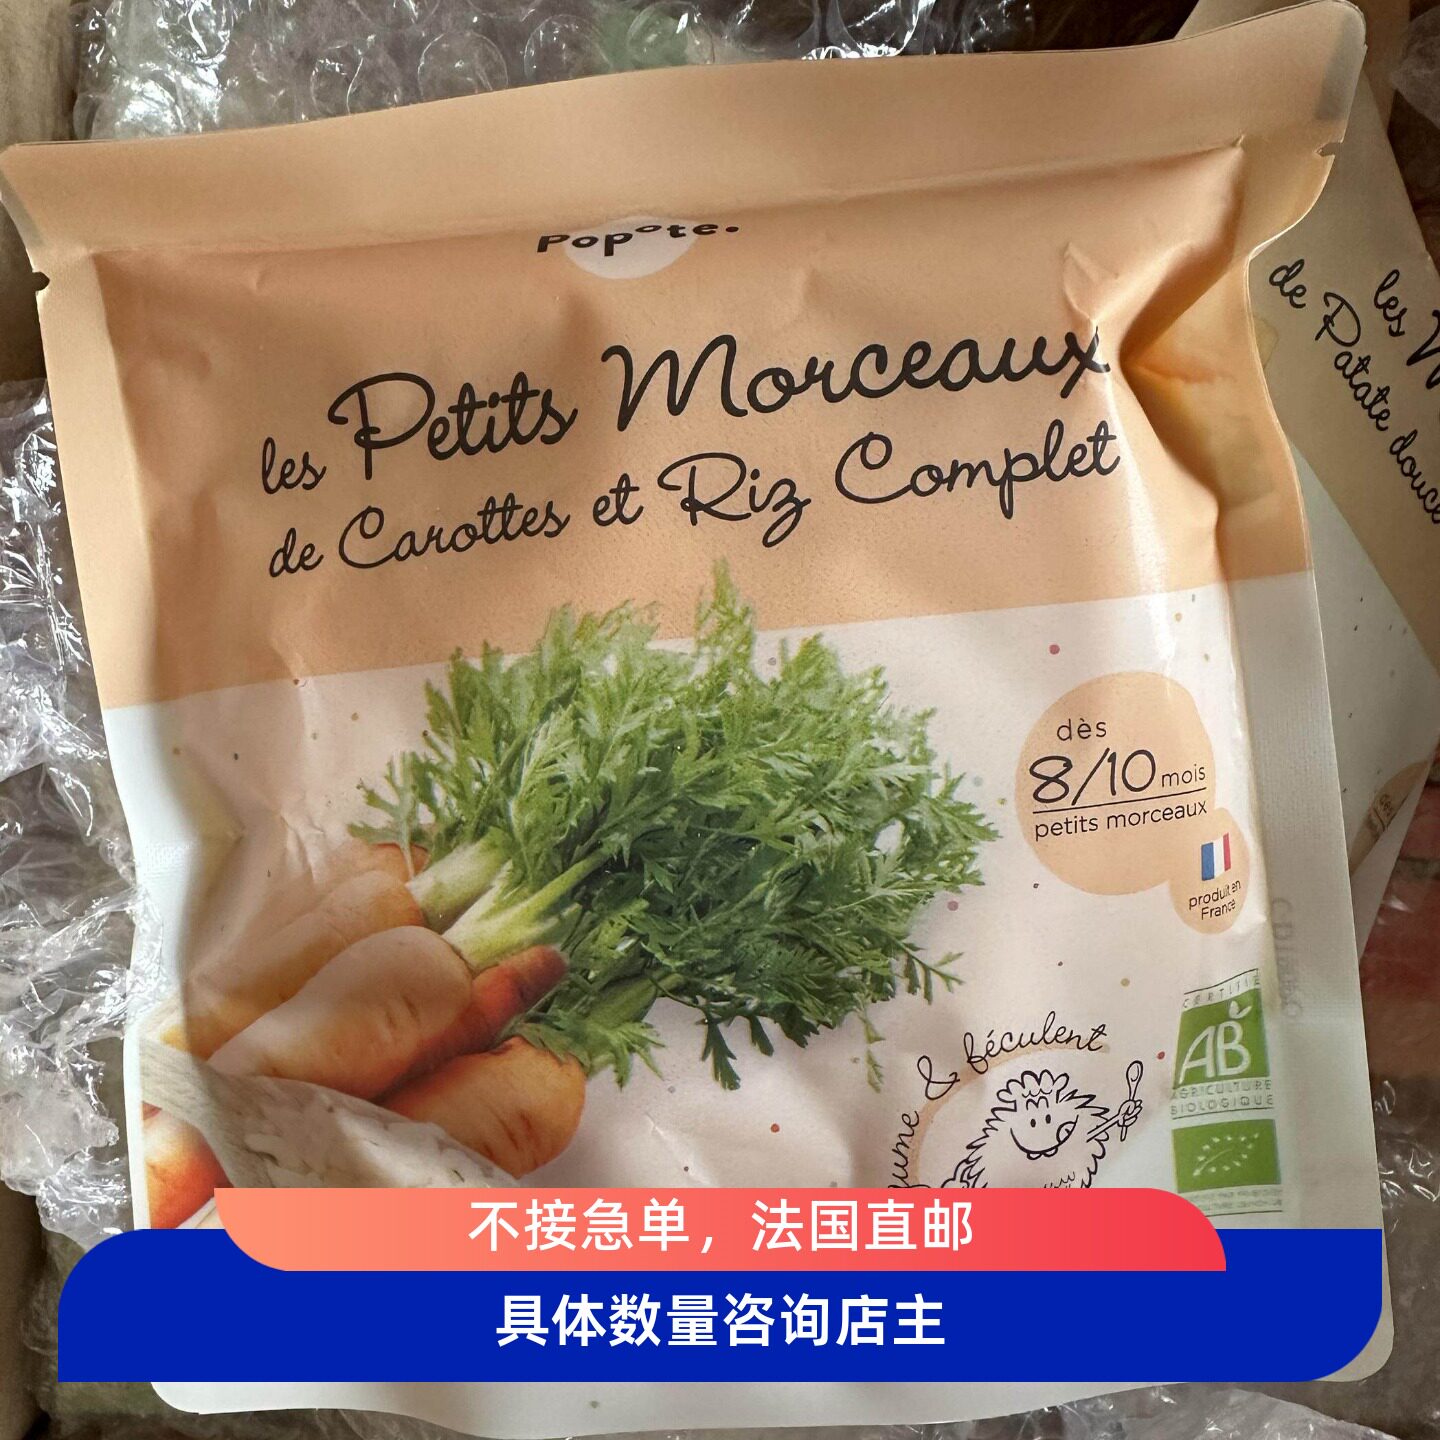 Popote.
les Petits Morceaux
de Carottes et Riz Complet
les
de Patate douce
dès
8/10 mois
petits morceaux
produit en
France
& féculent
CERTIFIÉ
AB
AGRICULTURE
BIOLOGIQUE
不接急单，法国直邮
具体数量咨询店主